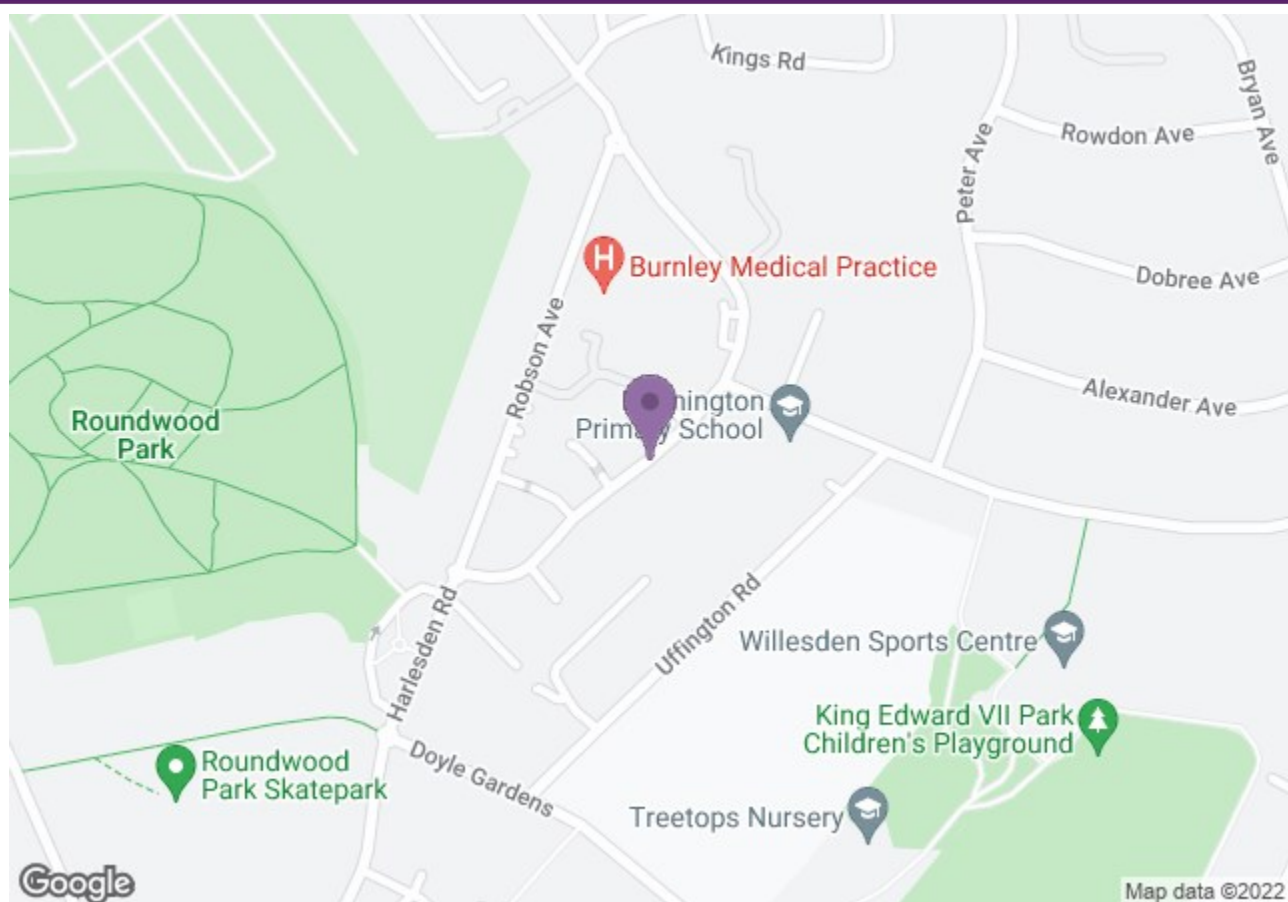 Kings Rd
Bryan Ave
Rowdon Ave
Peter Ave
Burnley Medical Practice
Dobree Ave
Robson Ave
Alexander Ave
Primary School
Roundwood
Park
Uffington Rd
Willesden Sports Centre
Harlesden Rd
King Edward VII Park
Children's Playground
Roundwood
Park Skatepark
Doyle Gardens
Treetops Nursery
Google
Map data ©2022